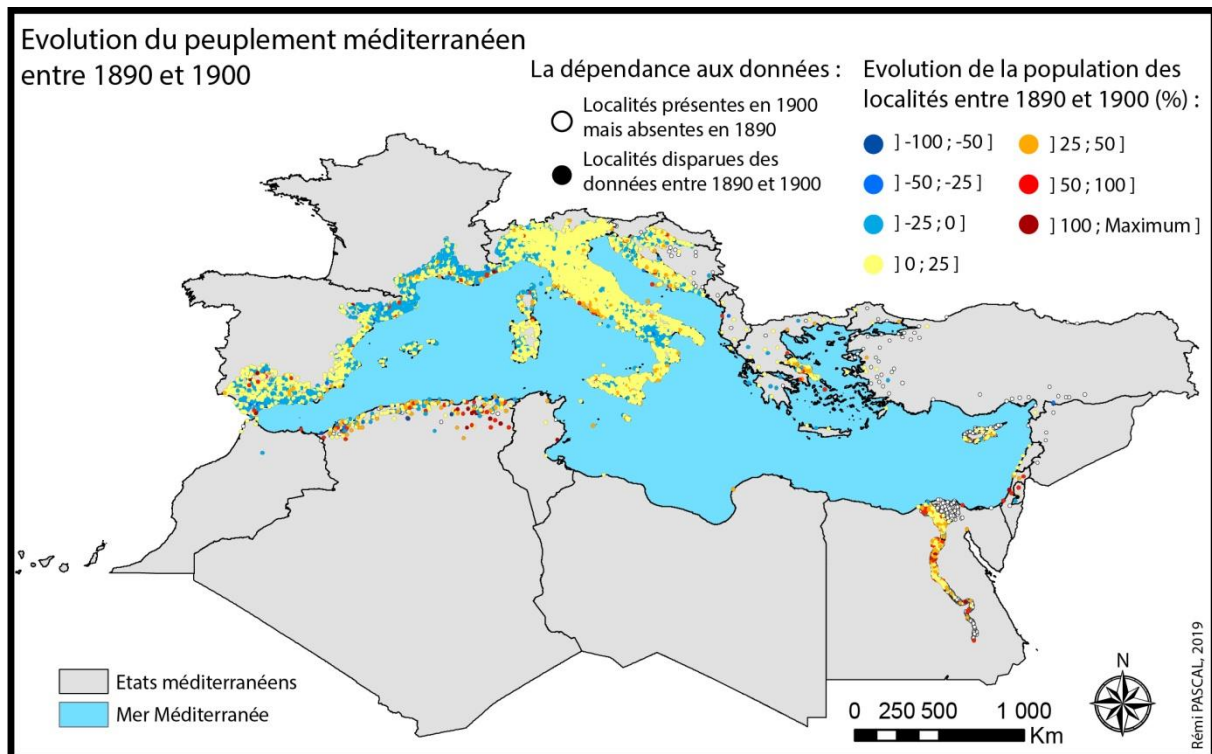 Evolution du peuplement méditerranéen
entre 1890 et 1900
La dépendance aux données :
Localités présentes en 1900
mais absentes en 1890
Localités disparues des
données entre 1890 et 1900
Evolution de la population des
localités entre 1890 et 1900 (%) :
] -100 ; -50 ]
] -50 ; -25 ]
] -25 ; 0 ]
] 0 ; 25 ]
] 25 ; 50 ]
] 50 ; 100 ]
] 100 ; Maximum ]
Etats méditerranéens
Mer Méditerranée
N
0 250 500 1 000
Km
Rémi PASCAL, 2019